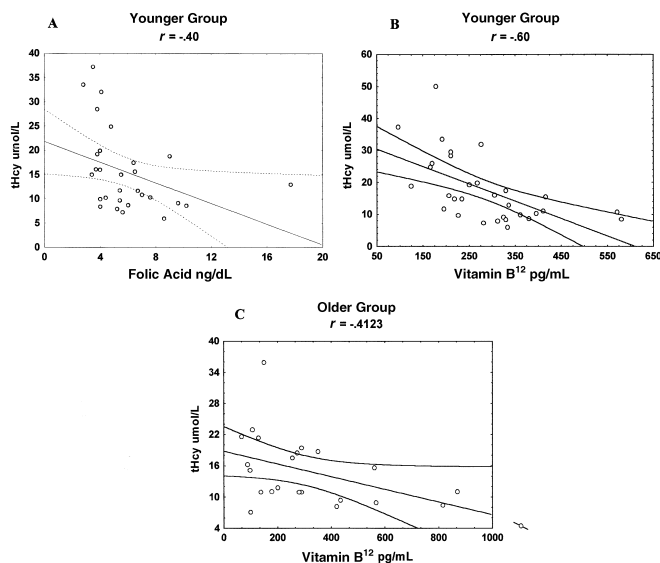 A
Younger Group
r = -.40
tHcy umol/L
40
35
30
25
20
15
10
5
0
0
4
8
12
16
20
Folic Acid ng/dL
B
Younger Group
r = -.60
tHcy umol/L
60
50
40
30
20
10
0
50
150
250
350
450
550
650
Vitamin B¹² pg/mL
C
Older Group
r = -.4123
tHcy umol/L
40
34
28
22
16
10
4
0
200
400
600
800
1000
Vitamin B¹² pg/mL